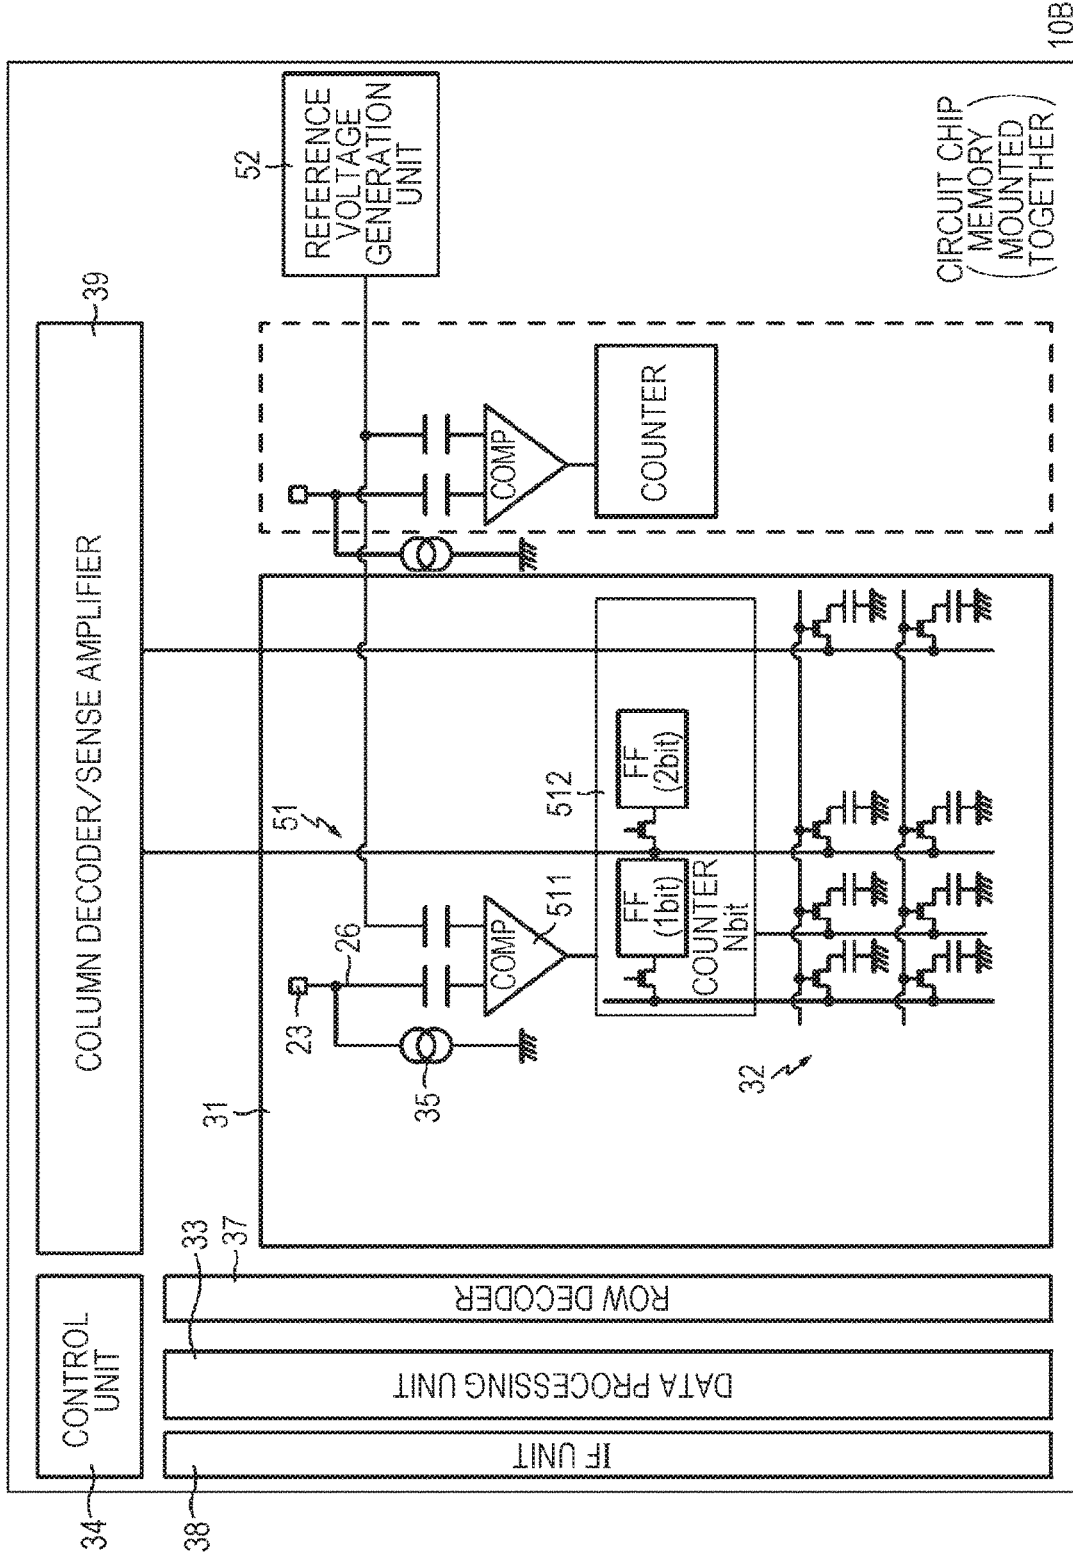 10B
34
CONTROL
UNIT
COLUMN DECODER/SENSE AMPLIFIER
39
38
IF UNIT
33
DATA PROCESSING UNIT
37
ROW DECODER
31
23
26
35
51
COMP
511
512
FF
(1bit)
FF
(2bit)
COUNTER
Nbit
32
COMP
COUNTER
52
REFERENCE
VOLTAGE
GENERATION
UNIT
CIRCUIT CHIP
MEMORY
MOUNTED
TOGETHER